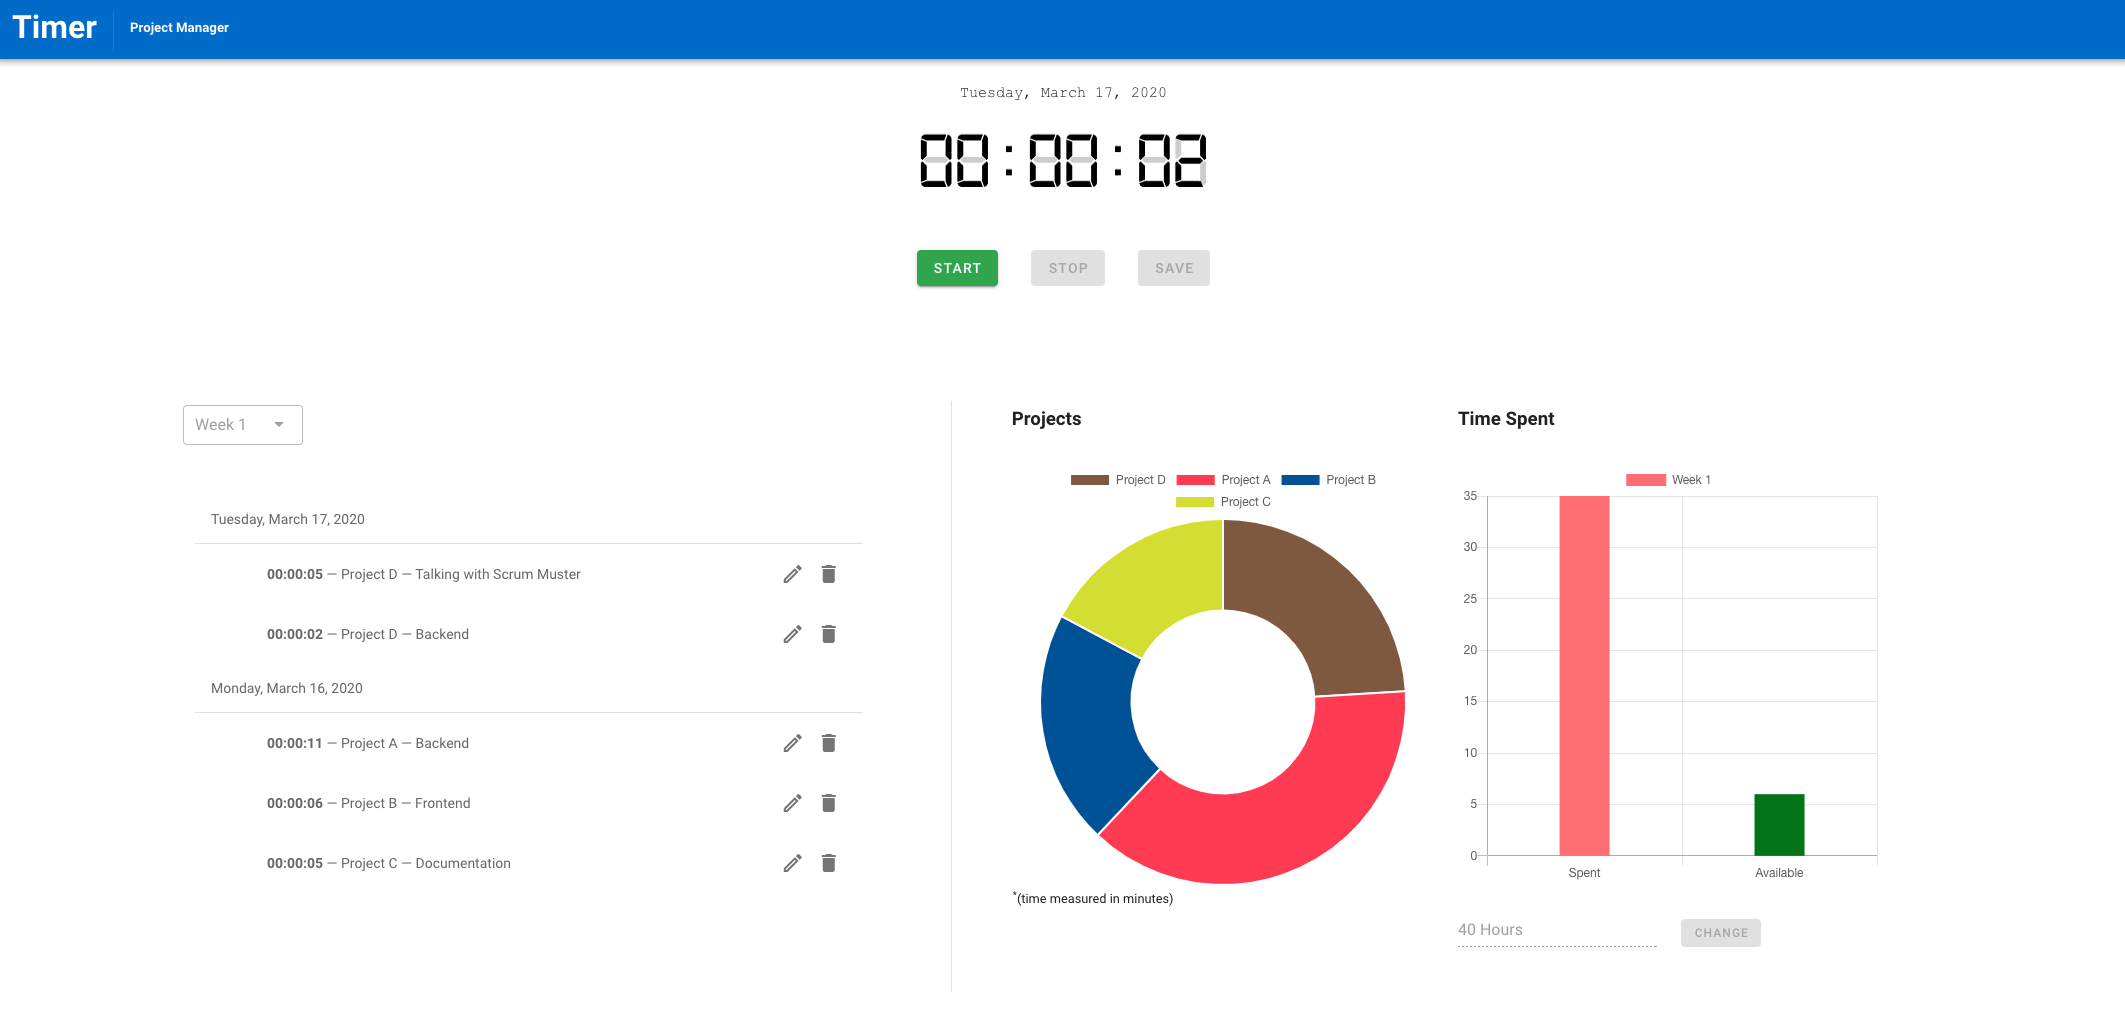 Timer
Project Manager
Tuesday, March 17, 2020
00:00:02
START STOP SAVE
Week 1
Tuesday, March 17, 2020
00:00:05 — Project D — Talking with Scrum Muster
00:00:02 — Project D — Backend
Monday, March 16, 2020
00:00:11 — Project A — Backend
00:00:06 — Project B — Frontend
00:00:05 — Project C — Documentation
Projects
Project D Project A Project B
Project C
*(time measured in minutes)
Time Spent
Week 1
35
30
25
20
15
10
5
0
Spent Available
40 Hours CHANGE